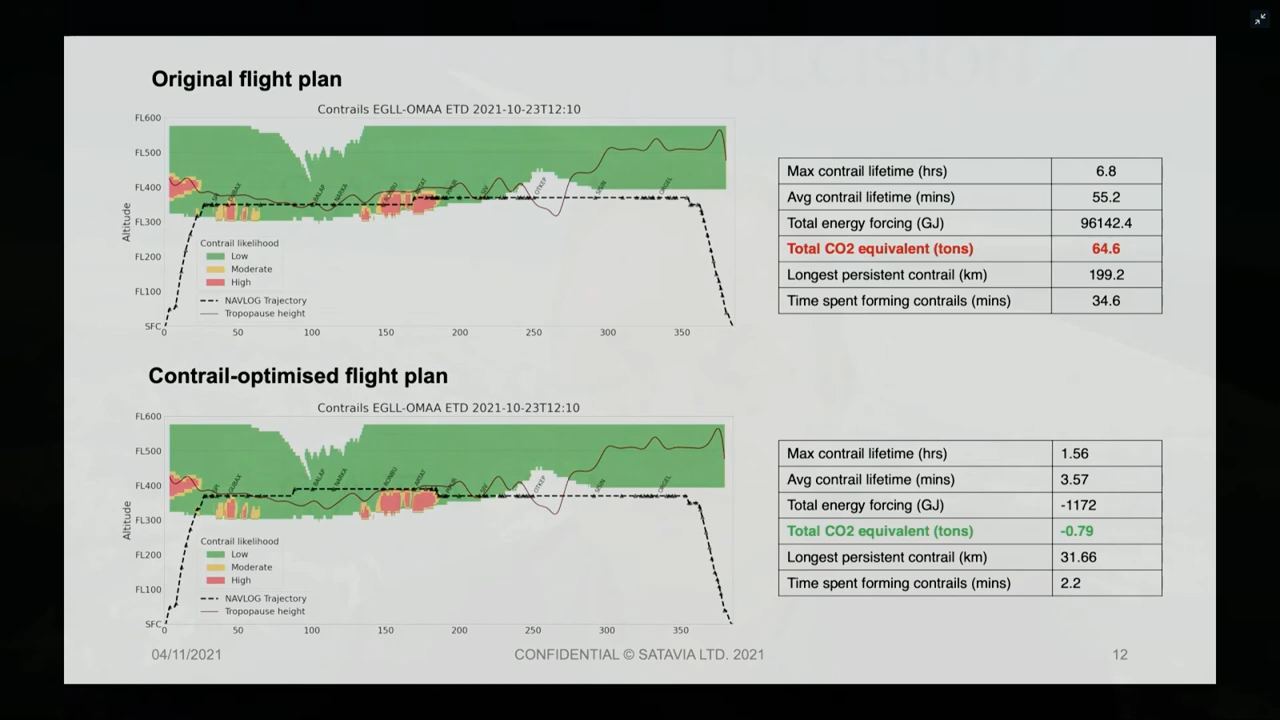 Original flight plan
Contrails EGLL-OMAA ETD 2021-10-23T12:10
FL600
FL500
FL400
FL300
FL200
FL100
SFC
Altitude
BALAP
NARKA
OTKEP
Contrail likelihood
Low
Moderate
High
NAVLOG Trajectory
Tropopause height
0 50 100 150 200 250 300 350
Max contrail lifetime (hrs) 6.8
Avg contrail lifetime (mins) 55.2
Total energy forcing (GJ) 96142.4
Total CO2 equivalent (tons) 64.6
Longest persistent contrail (km) 199.2
Time spent forming contrails (mins) 34.6
Contrail-optimised flight plan
Contrails EGLL-OMAA ETD 2021-10-23T12:10
FL600
FL500
FL400
FL300
FL200
FL100
SFC
Altitude
BALAP
NARKA
OTKEP
Contrail likelihood
Low
Moderate
High
NAVLOG Trajectory
Tropopause height
0 50 100 150 200 250 300 350
Max contrail lifetime (hrs) 1.56
Avg contrail lifetime (mins) 3.57
Total energy forcing (GJ) -1172
Total CO2 equivalent (tons) -0.79
Longest persistent contrail (km) 31.66
Time spent forming contrails (mins) 2.2
04/11/2021
CONFIDENTIAL © SATAVIA LTD. 2021
12